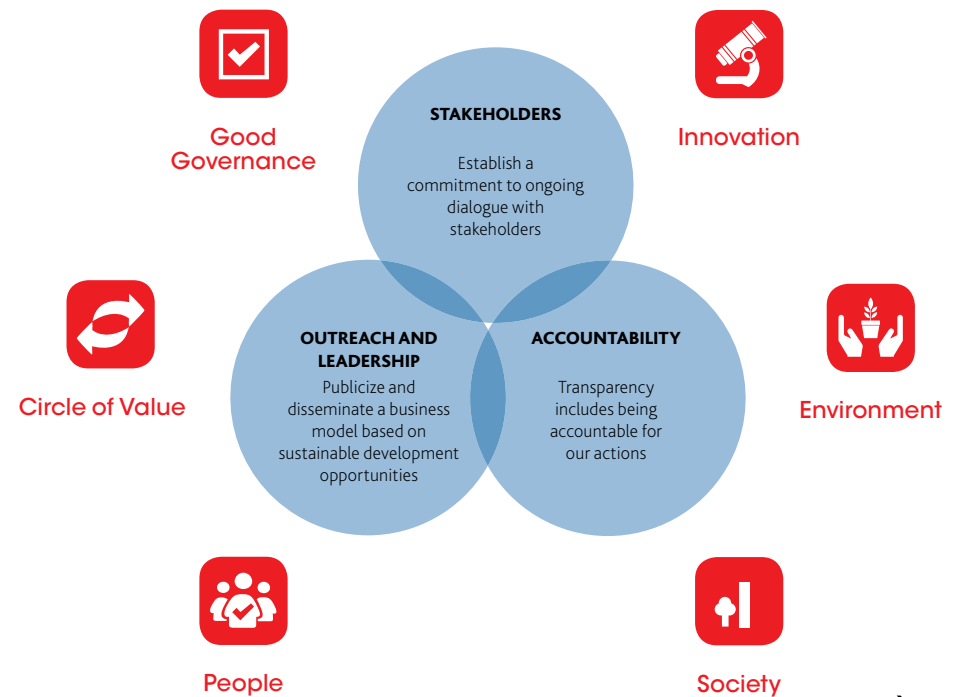 Good
Governance
STAKEHOLDERS
Establish a
commitment to ongoing
dialogue with
stakeholders
Innovation
Circle of Value
OUTREACH AND
LEADERSHIP
Publicize and
disseminate a business
model based on
sustainable development
opportunities
ACCOUNTABILITY
Transparency
includes being
accountable for
our actions
Environment
People
Society